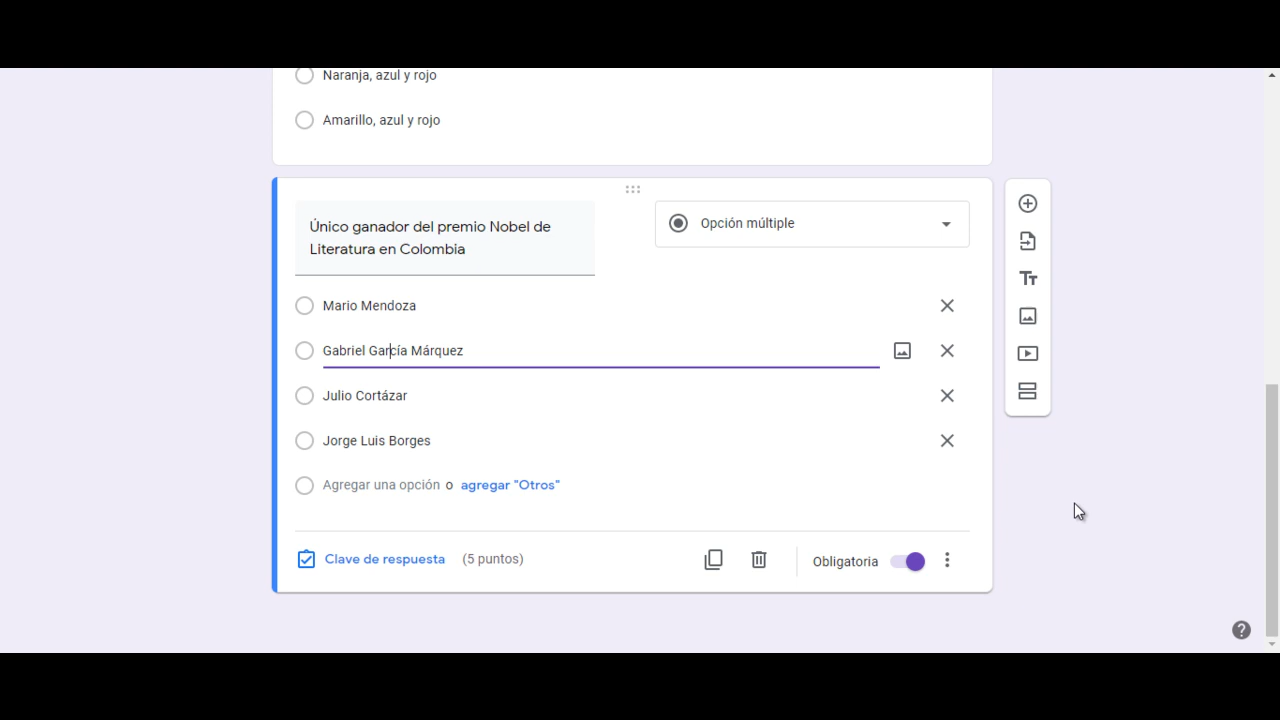 Naranja, azul y rojo
Amarillo, azul y rojo
Único ganador del premio Nobel de
Literatura en Colombia
Opción múltiple
Mario Mendoza
Gabriel García Márquez
Julio Cortázar
Jorge Luis Borges
Agregar una opción o agregar "Otros"
Clave de respuesta (5 puntos)
Obligatoria